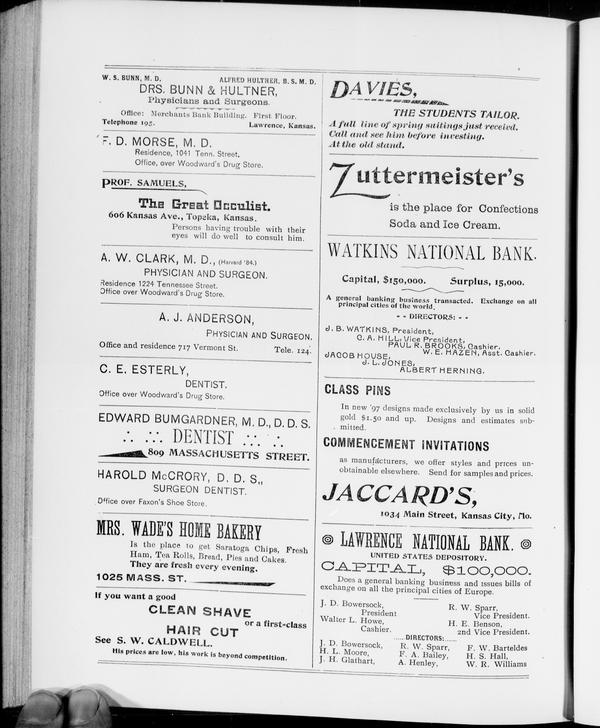 W. S. BUNN, M. D. ALFRED HULTNER, B. S. M. D.
DRS. BUNN & HULTNER,
Physicians and Surgeons.
Office: Merchants Bank Building. First Floor.
Telephone 195. Lawrence, Kansas.
F. D. MORSE, M. D.
Residence, 1041 Tenn. Street,
Office, over Woodward's Drug Store.
PROF. SAMUELS,
The Great Occulist.
606 Kansas Ave., Topeka, Kansas.
Persons having trouble with their
eyes will do well to consult him.
A. W. CLARK, M. D., (Harvard '84.)
PHYSICIAN AND SURGEON.
Residence 1224 Tennessee Street.
Office over Woodward's Drug Store.
A. J. ANDERSON,
PHYSICIAN AND SURGEON.
Office and residence 717 Vermont St. Tele. 124.
C. E. ESTERLY,
DENTIST.
Office over Woodward's Drug Store.
EDWARD BUMGARDNER, M. D., D. D. S.
DENTIST
809 MASSACHUSETTS STREET.
HAROLD McCRORY, D. D. S.,
SURGEON DENTIST.
Office over Faxon's Shoe Store.
MRS. WADE'S HOME BAKERY
Is the place to get Saratoga Chips, Fresh
Ham, Tea Rolls, Bread, Pies and Cakes.
They are fresh every evening.
1025 MASS. ST.
If you want a good
CLEAN SHAVE
or a first-class
HAIR CUT
See S. W. CALDWELL.
His prices are low, his work is beyond competition.
DAVIES,
THE STUDENTS TAILOR.
A full line of spring suitings just receied.
Call and see him before investing.
At the old stand.
Zuttermeister's
is the place for Confections
Soda and Ice Cream.
WATKINS NATIONAL BANK.
Capital, $150,000. Surplus, 15,000.
A general banking business transacted. Exchange on all
principal cities of the world.
- - DIRECTORS: - -
J. B. WATKINS, President,
C. A. HILL, Vice President,
PAUL R. BROOKS, Cashier.
W. E. HAZEN, Asst. Cashier.
JACOB HOUSE,
J. L. JONES,
ALBERT HERNING.
CLASS PINS
In new '97 designs made exclusively by us in solid
gold $1.50 and up. Designs and estimates sub-
mitted.
COMMENCEMENT INVITATIONS
as manufacturers, we offer styles and prices un-
obtainable elsewhere. Send for samples and prices.
JACCARD'S,
1034 Main Street, Kansas City, Mo.
LAWRENCE NATIONAL BANK.
UNITED STATES DEPOSITORY.
CAPITAL, $100,000.
Does a general banking business and issues bills of
exchange on all the principal cities of Europe.
J. D. Bowersock, President
R. W. Sparr, Vice President.
Walter L. Howe, Cashier.
H. E. Benson, 2nd Vice President.
......DIRECTORS:......
J. D. Bowersock, R. W. Sparr, F. W. Barteldes
H. L. Moore, F. A. Bailey, H. S. Hall,
J. H. Glathart, A. Henley, W. R. Williams